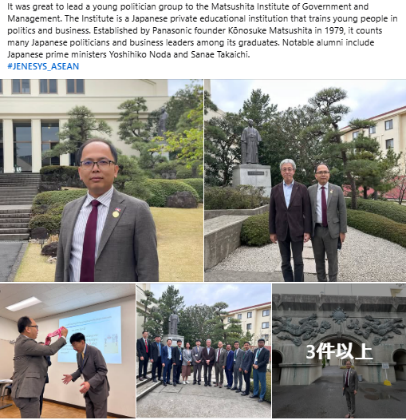 It was great to lead a young politician group to the Matsushita Institute of Government and
Management. The Institute is a Japanese private educational institution that trains young people in
politics and business. Established by Panasonic founder Kōnosuke Matsushita in 1979, it counts
many Japanese politicians and business leaders among its graduates. Notable alumni include
Japanese prime ministers Yoshihiko Noda and Sanae Takaichi.
#JENESYS_ASEAN
3件以上